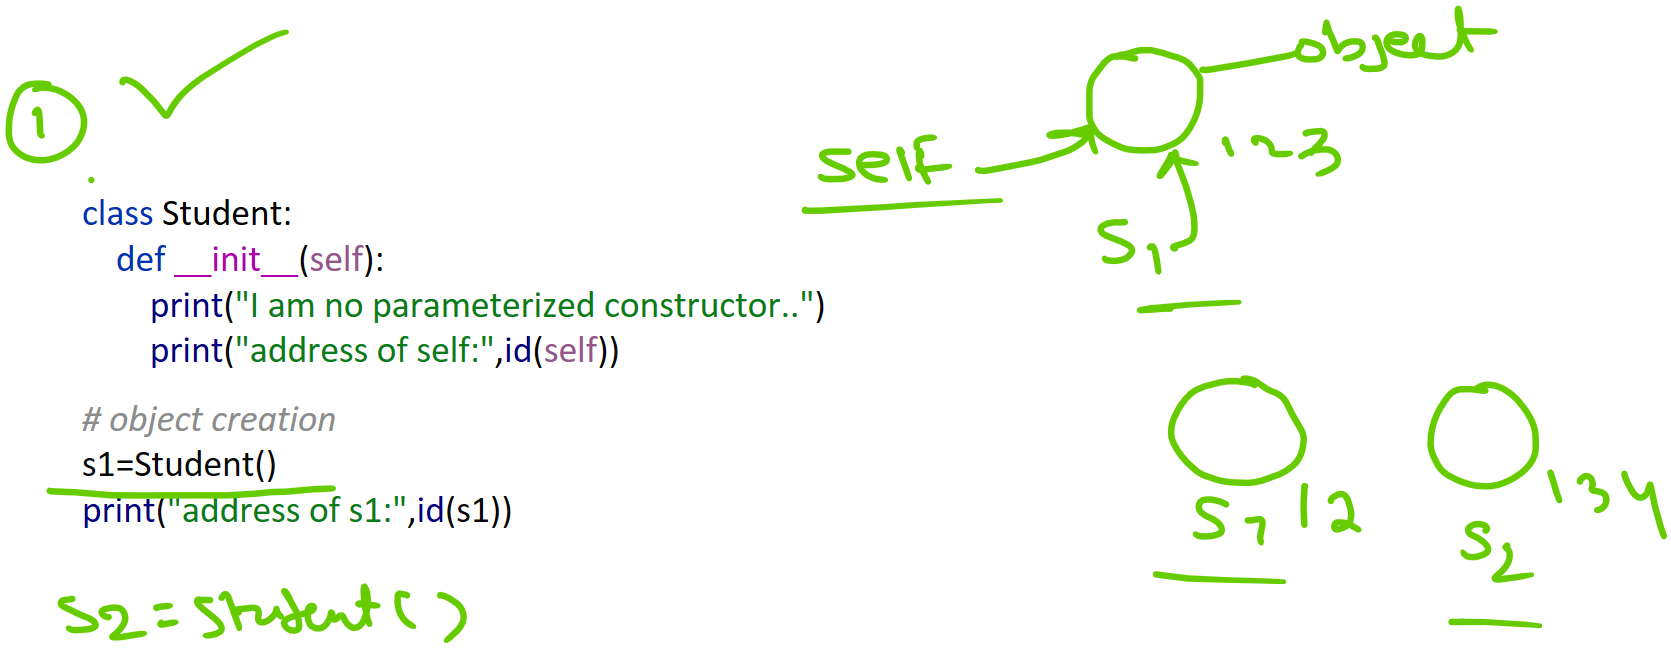 1
object
self
123
s1
class Student:
def __init__(self):
print("I am no parameterized constructor..")
print("address of self:",id(self))
# object creation
s1=Student()
print("address of s1:",id(s1))
s1 12
134
s2
s2=Student()